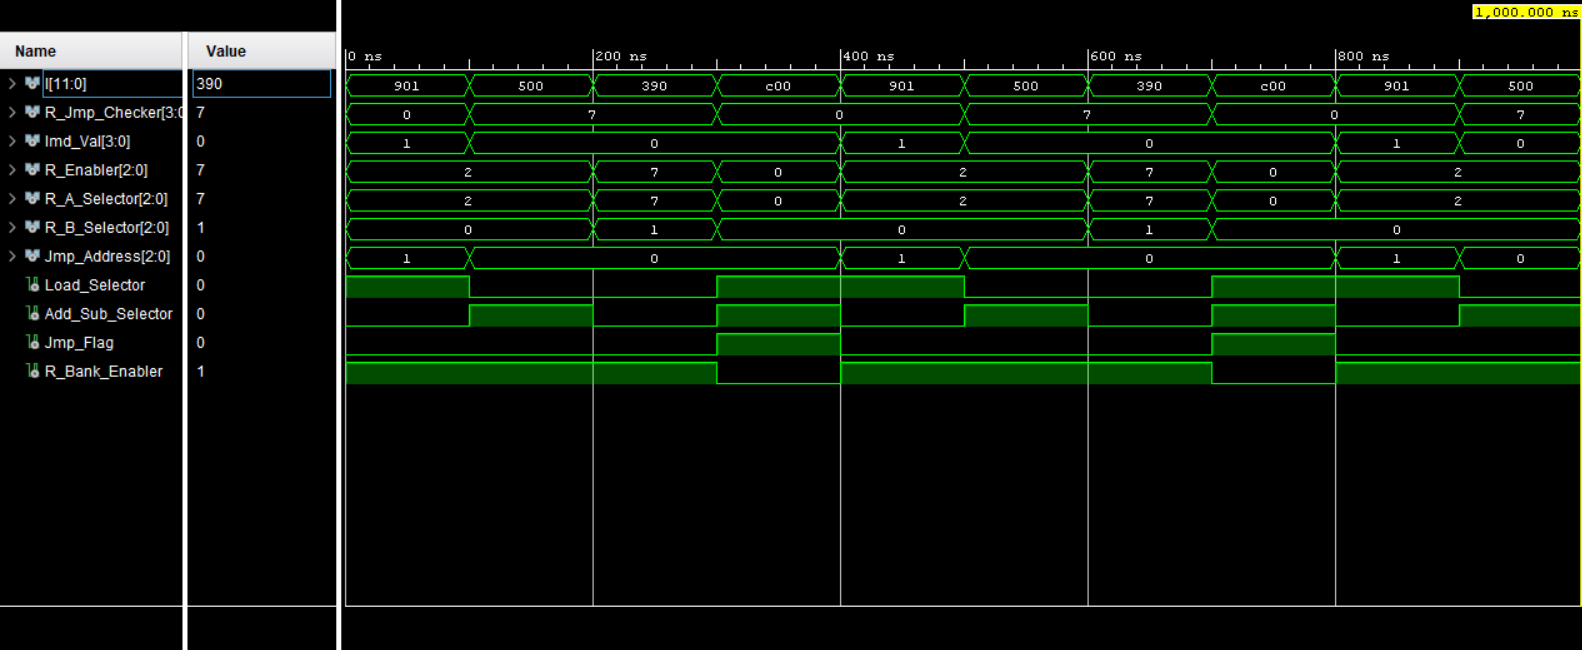 1,000.000 ns
Name Value
0 ns 200 ns 400 ns 600 ns 800 ns
I[11:0] 390 901 500 390 c00 901 500 390 c00 901 500
R_Jmp_Checker[3:0 7 0 7 0 7 0 7
Imd_Val[3:0] 0 1 0 1 0 1 0
R_Enabler[2:0] 7 2 7 0 2 7 0 2
R_A_Selector[2:0] 7 2 7 0 2 7 0 2
R_B_Selector[2:0] 1 0 1 0 1 0
Jmp_Address[2:0] 0 1 0 1 0 1 0
Load_Selector 0
Add_Sub_Selector 0
Jmp_Flag 0
R_Bank_Enabler 1